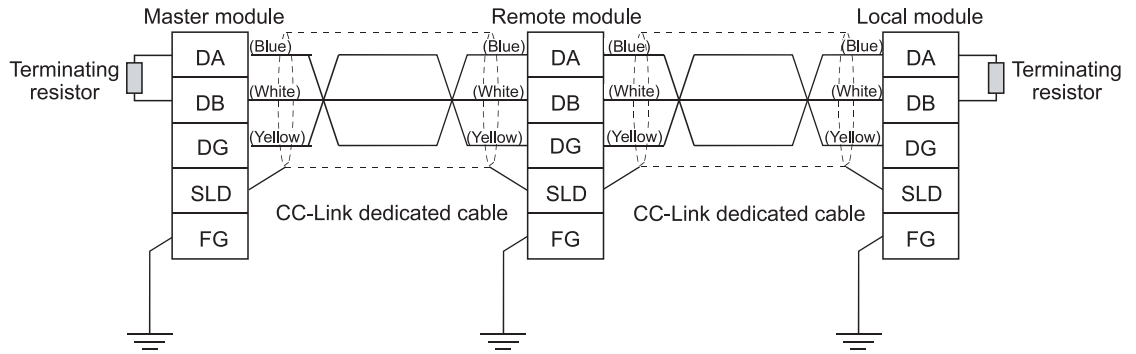 Master module
Remote module
Local module
Terminating
resistor
DA
(Blue)
(Blue)
DA
(Blue)
(Blue)
DA
Terminating
resistor
DB
(White)
(White)
DB
(White)
(White)
DB
DG
(Yellow)
(Yellow)
DG
(Yellow)
(Yellow)
DG
SLD
SLD
SLD
CC-Link dedicated cable
CC-Link dedicated cable
FG
FG
FG